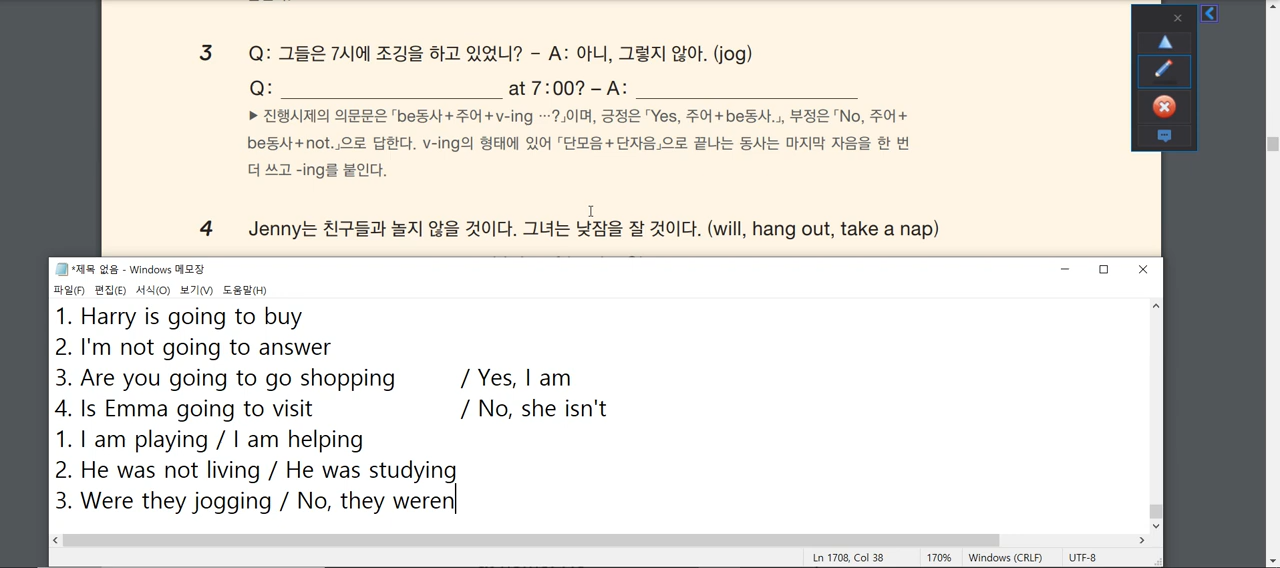 3 Q: 그들은 7시에 조깅을 하고 있었니? - A: 아니, 그렇지 않아. (jog)
Q: ____________________ at 7:00? - A: ____________________
▶ 진행시제의 의문문은 「be동사+주어+v-ing …?」이며, 긍정은 「Yes, 주어+be동사.」, 부정은 「No, 주어+
be동사+not.」으로 답한다. v-ing의 형태에 있어 「단모음+단자음」으로 끝나는 동사는 마지막 자음을 한 번
더 쓰고 -ing를 붙인다.
4 Jenny는 친구들과 놀지 않을 것이다. 그녀는 낮잠을 잘 것이다. (will, hang out, take a nap)
*제목 없음 - Windows 메모장
파일(F) 편집(E) 서식(O) 보기(V) 도움말(H)
1. Harry is going to buy
2. I'm not going to answer
3. Are you going to go shopping / Yes, I am
4. Is Emma going to visit / No, she isn't
1. I am playing / I am helping
2. He was not living / He was studying
3. Were they jogging / No, they weren
Ln 1708, Col 38 170% Windows (CRLF) UTF-8